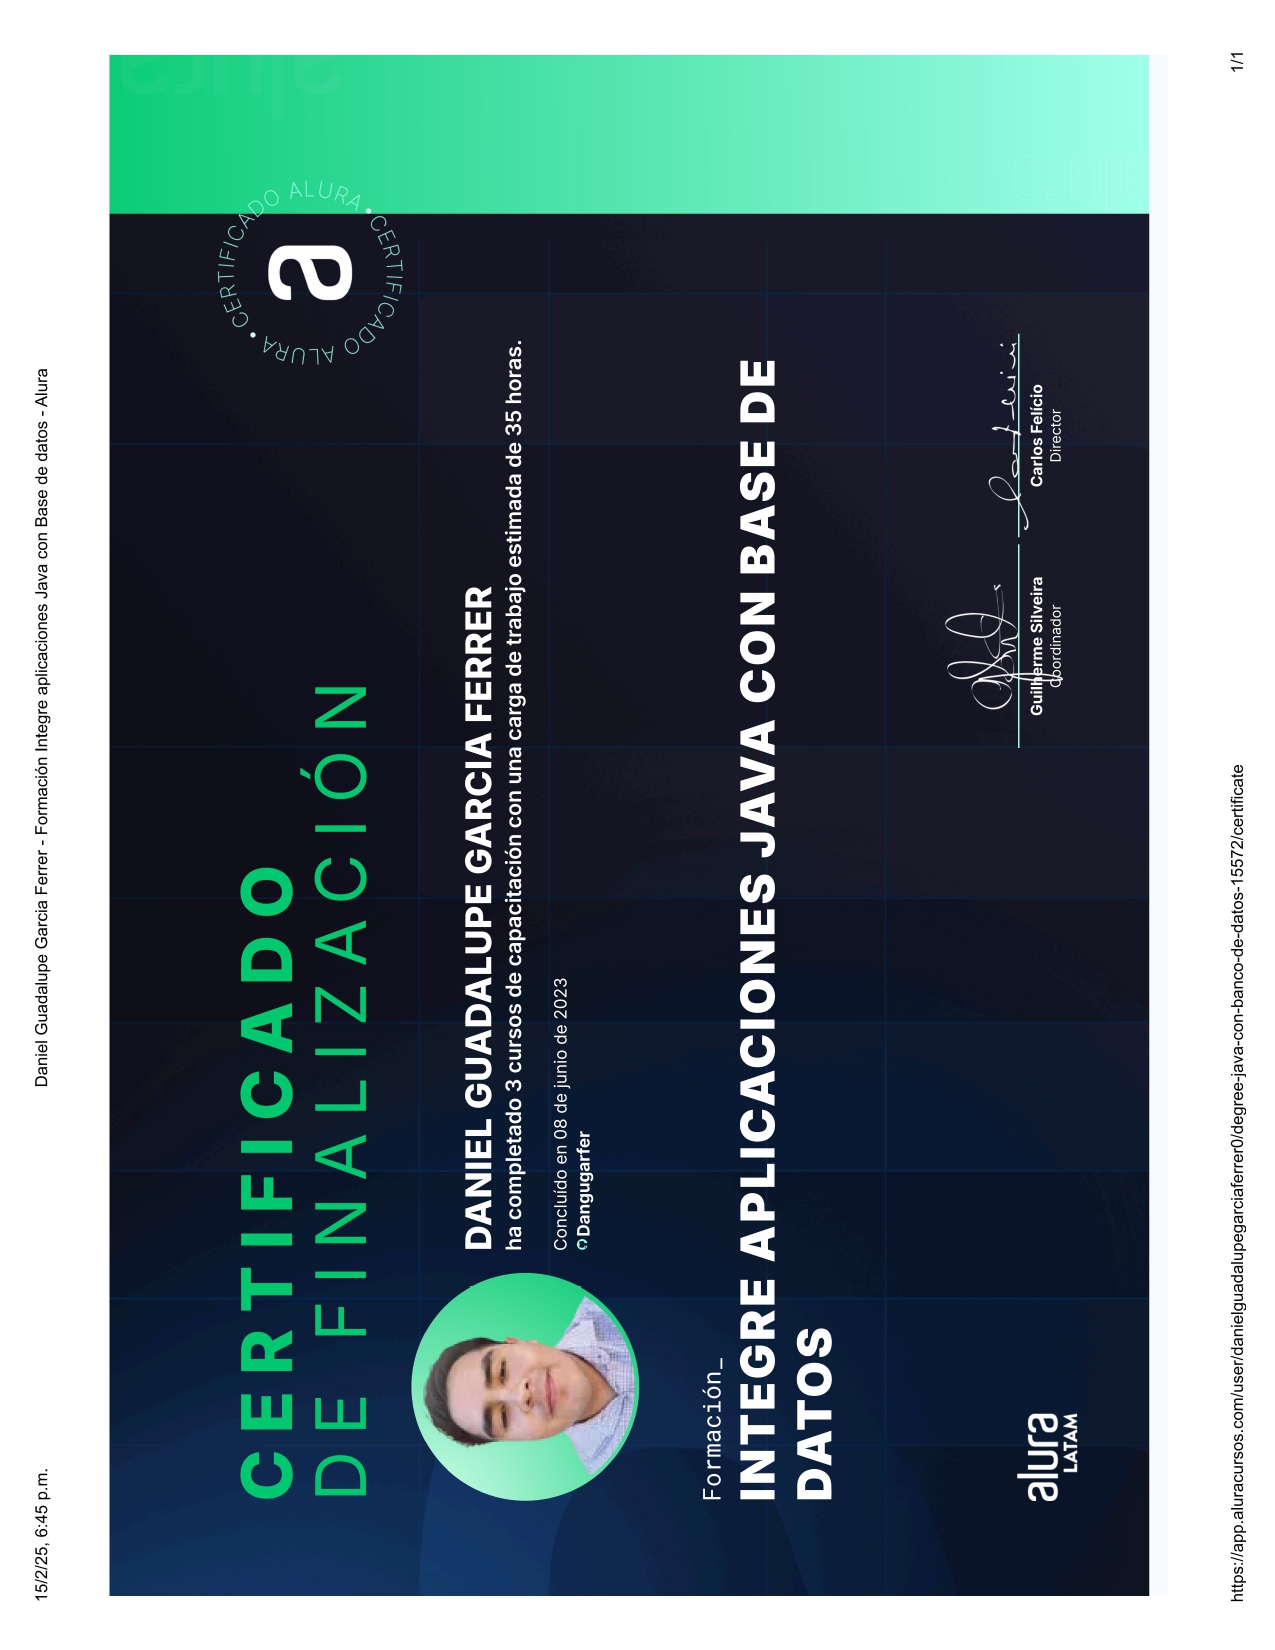 15/2/25, 6:45 p.m.
Daniel Guadalupe Garcia Ferrer - Formación Integre aplicaciones Java con Base de datos - Alura
CERTIFICADO
DE FINALIZACIÓN
• CERTIFICADO ALURA • CERTIFICADO ALURA
a
DANIEL GUADALUPE GARCIA FERRER
ha completado 3 cursos de capacitación con una carga de trabajo estimada de 35 horas.
Concluído en 08 de junio de 2023
Dangugarfer
Formación_
INTEGRE APLICACIONES JAVA CON BASE DE
DATOS
alura
LATAM
Guilherme Silveira
Coordinador
Carlos Felício
Director
https://app.aluracursos.com/user/danielguadalupegarciaferrer0/degree-java-con-banco-de-datos-15572/certificate
1/1